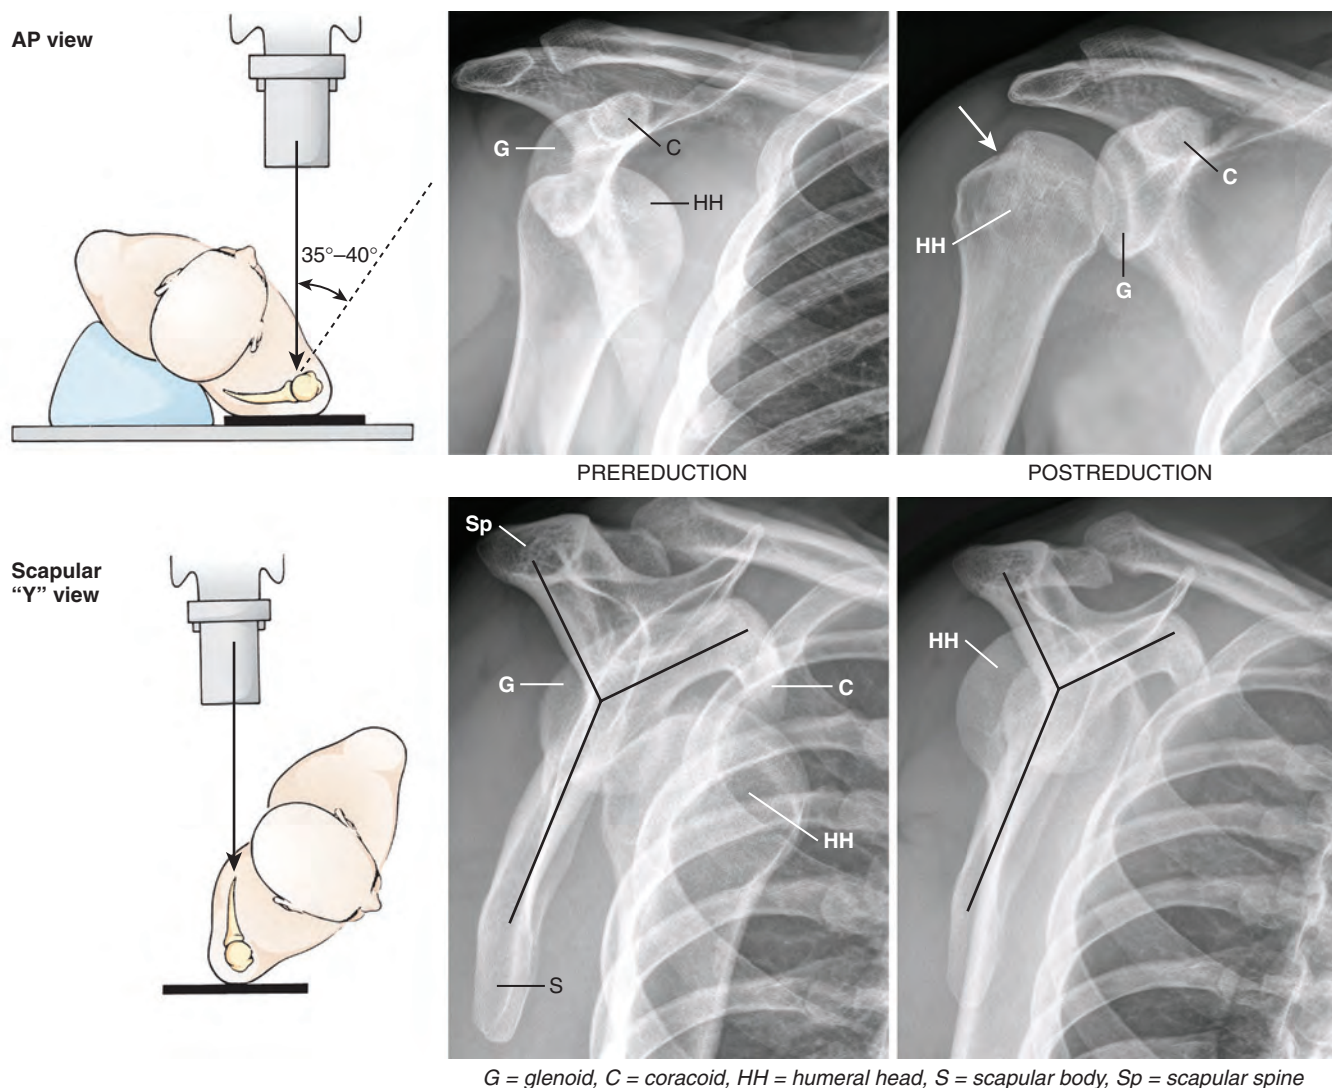 AP view
35°–40°
G
C
HH
HH
C
G
PREREDUCTION
POSTREDUCTION
Scapular
“Y” view
Sp
G
C
HH
S
HH
G = glenoid, C = coracoid, HH = humeral head, S = scapular body, Sp = scapular spine